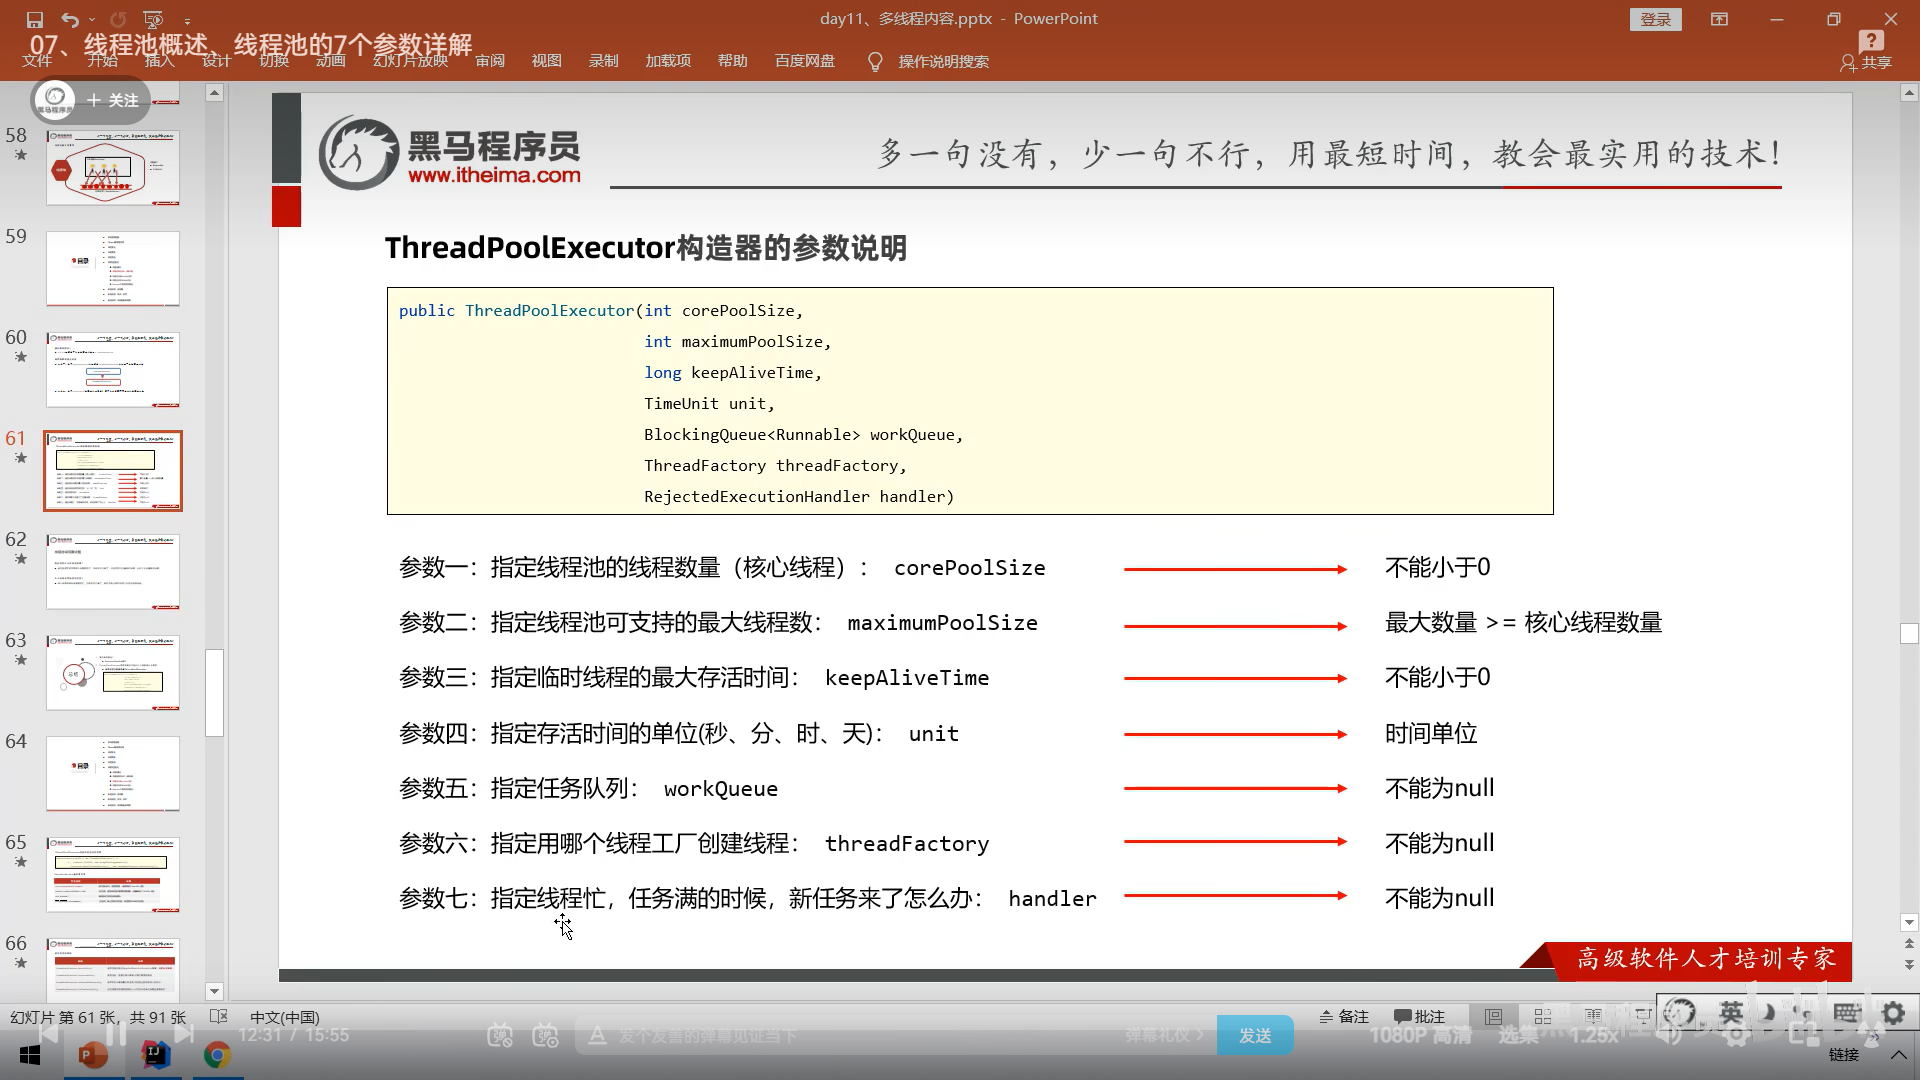 day11、多线程内容.pptx - PowerPoint
登录
07、线程池概述、线程池的7个参数详解
文件 开始 插入 设计 切换 动画 幻灯片放映 审阅 视图 录制 加载项 帮助 百度网盘 操作说明搜索
共享
+ 关注
58
59
60
61
62
63
64
65
66
黑马程序员
www.itheima.com
多一句没有，少一句不行，用最短时间，教会最实用的技术！
ThreadPoolExecutor构造器的参数说明
public ThreadPoolExecutor(int corePoolSize,
int maximumPoolSize,
long keepAliveTime,
TimeUnit unit,
BlockingQueue<Runnable> workQueue,
ThreadFactory threadFactory,
RejectedExecutionHandler handler)
参数一：指定线程池的线程数量（核心线程）： corePoolSize 不能小于0
参数二：指定线程池可支持的最大线程数： maximumPoolSize 最大数量 >= 核心线程数量
参数三：指定临时线程的最大存活时间： keepAliveTime 不能小于0
参数四：指定存活时间的单位(秒、分、时、天)： unit 时间单位
参数五：指定任务队列： workQueue 不能为null
参数六：指定用哪个线程工厂创建线程： threadFactory 不能为null
参数七：指定线程忙，任务满的时候，新任务来了怎么办： handler 不能为null
高级软件人才培训专家
幻灯片 第 61 张，共 91 张 中文(中国) 备注 批注 英
12:31 / 15:55 发个友善的弹幕见证当下 弹幕礼仪 > 发送 1080P 高清 选集 1.25x
链接